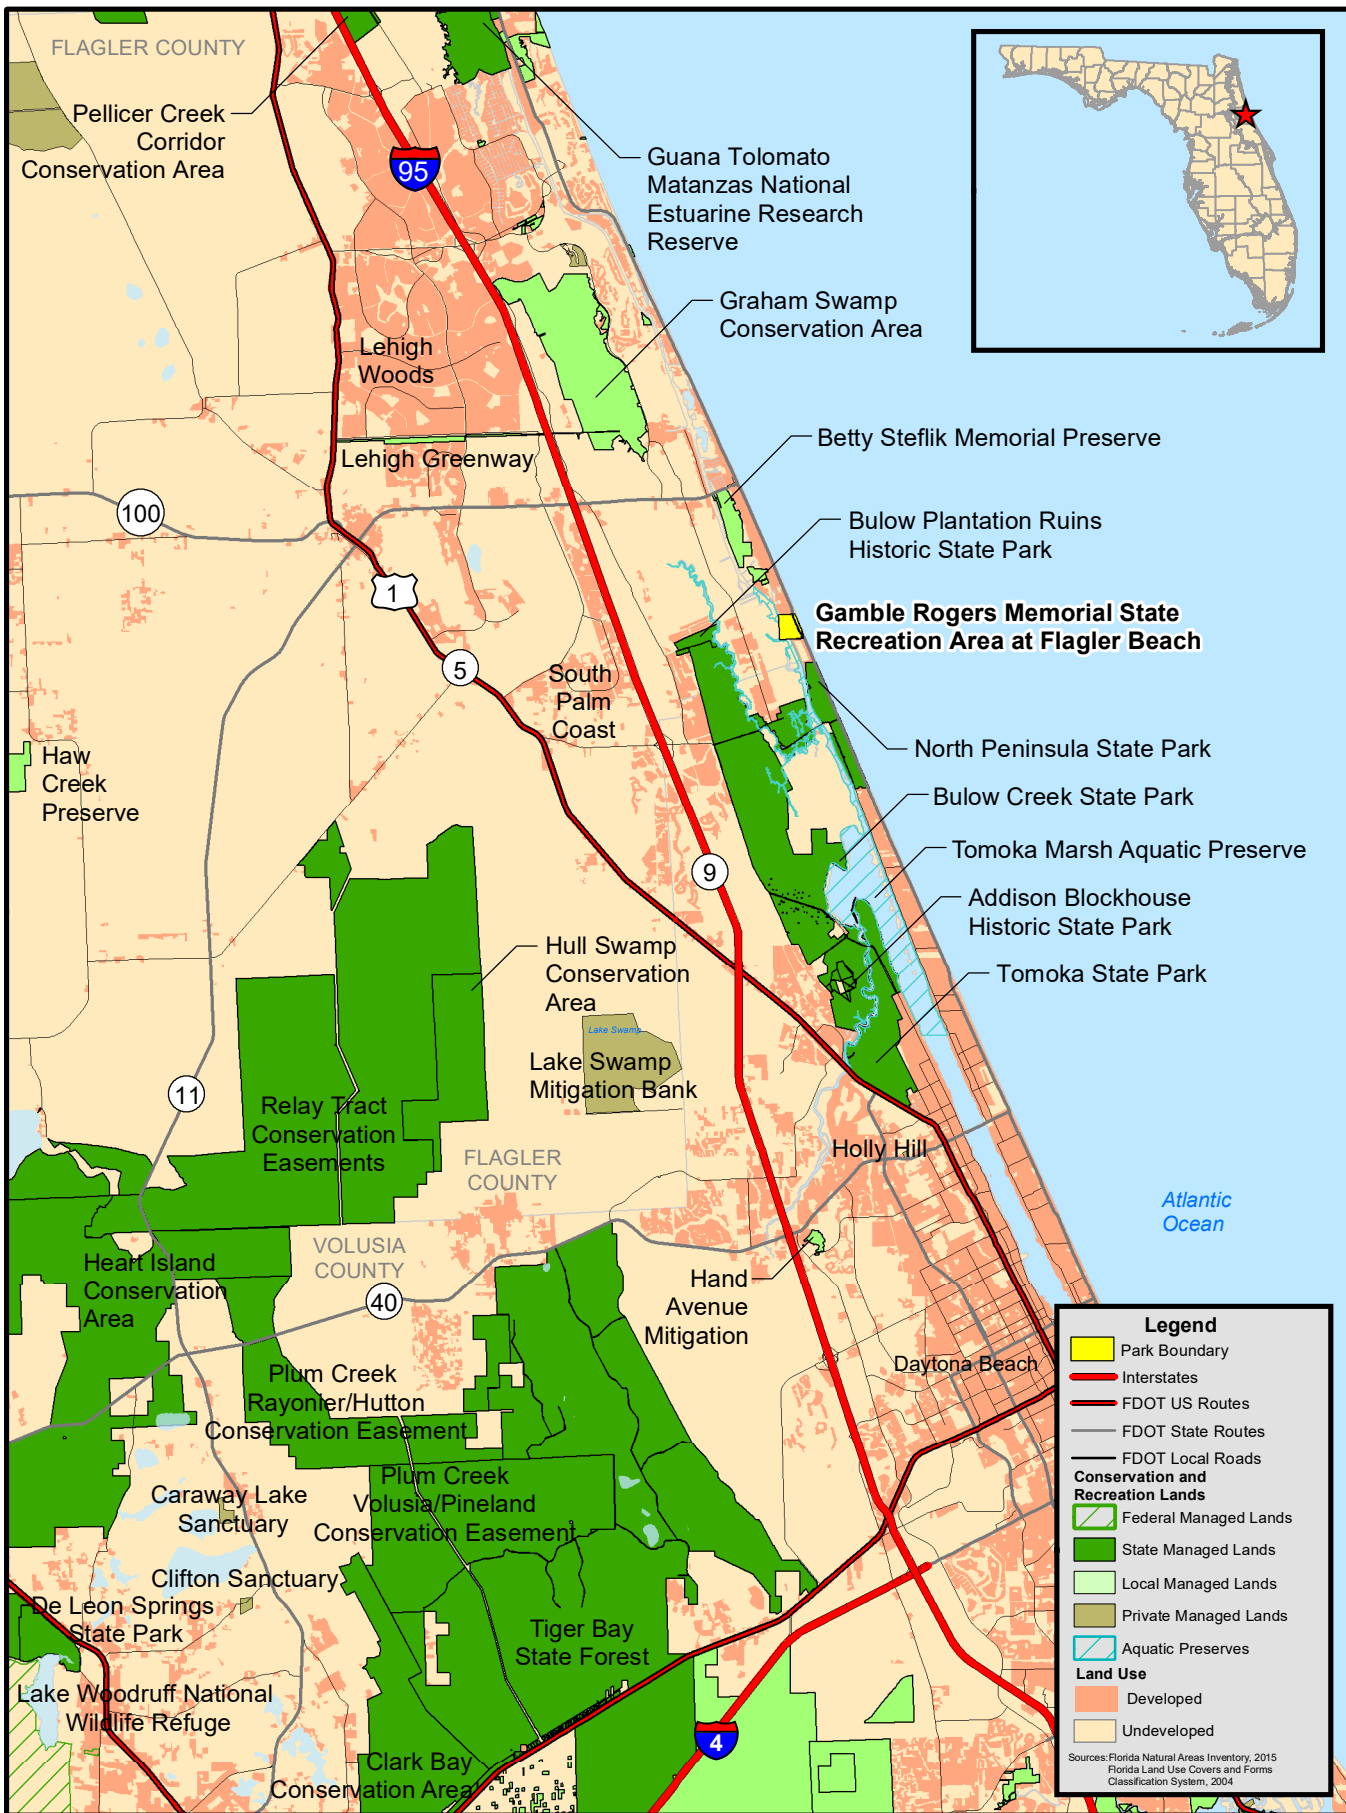 FLAGLER COUNTY
Pellicer Creek
Corridor
Conservation Area
95
Guana Tolomato
Matanzas National
Estuarine Research
Reserve
Graham Swamp
Conservation Area
Lehigh
Woods
Betty Steflik Memorial Preserve
Lehigh Greenway
100
Bulow Plantation Ruins
Historic State Park
1
Gamble Rogers Memorial State
Recreation Area at Flagler Beach
5
South
Palm
Coast
North Peninsula State Park
Haw
Creek
Preserve
Bulow Creek State Park
Tomoka Marsh Aquatic Preserve
9
Addison Blockhouse
Historic State Park
Hull Swamp
Conservation
Area
Tomoka State Park
Lake Swamp
Lake Swamp
Mitigation Bank
11
Relay Tract
Conservation
Easements
Holly Hill
FLAGLER
COUNTY
Atlantic
Ocean
VOLUSIA
COUNTY
Heart Island
Conservation
Area
40
Hand
Avenue
Mitigation
Daytona Beach
Plum Creek
Rayonier/Hutton
Conservation Easement
Plum Creek
Volusia/Pineland
Conservation Easement
Caraway Lake
Sanctuary
Clifton Sanctuary
De Leon Springs
State Park
Tiger Bay
State Forest
Lake Woodruff National
Wildlife Refuge
4
Clark Bay
Conservation Area
Legend
Park Boundary
Interstates
FDOT US Routes
FDOT State Routes
FDOT Local Roads
Conservation and
Recreation Lands
Federal Managed Lands
State Managed Lands
Local Managed Lands
Private Managed Lands
Aquatic Preserves
Land Use
Developed
Undeveloped
Sources:Florida Natural Areas Inventory, 2015
Florida Land Use Covers and Forms
Classification System, 2004